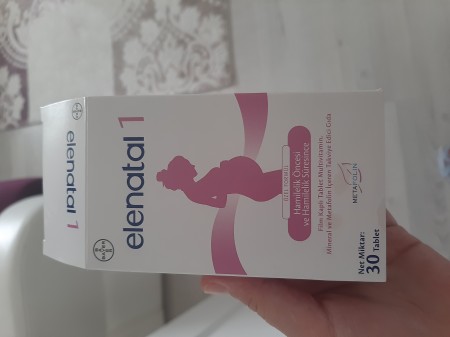 BAYER
elenatal 1
BAYER
elenatal 1
Hamilelik Öncesi
ve Hamilelik Süresince
Film Kaplı Tablet Multivitamin,
Mineral ve Metafolin İçeren Takviye Edici Gıda
METAFOLIN
Net Miktar:
30 Tablet